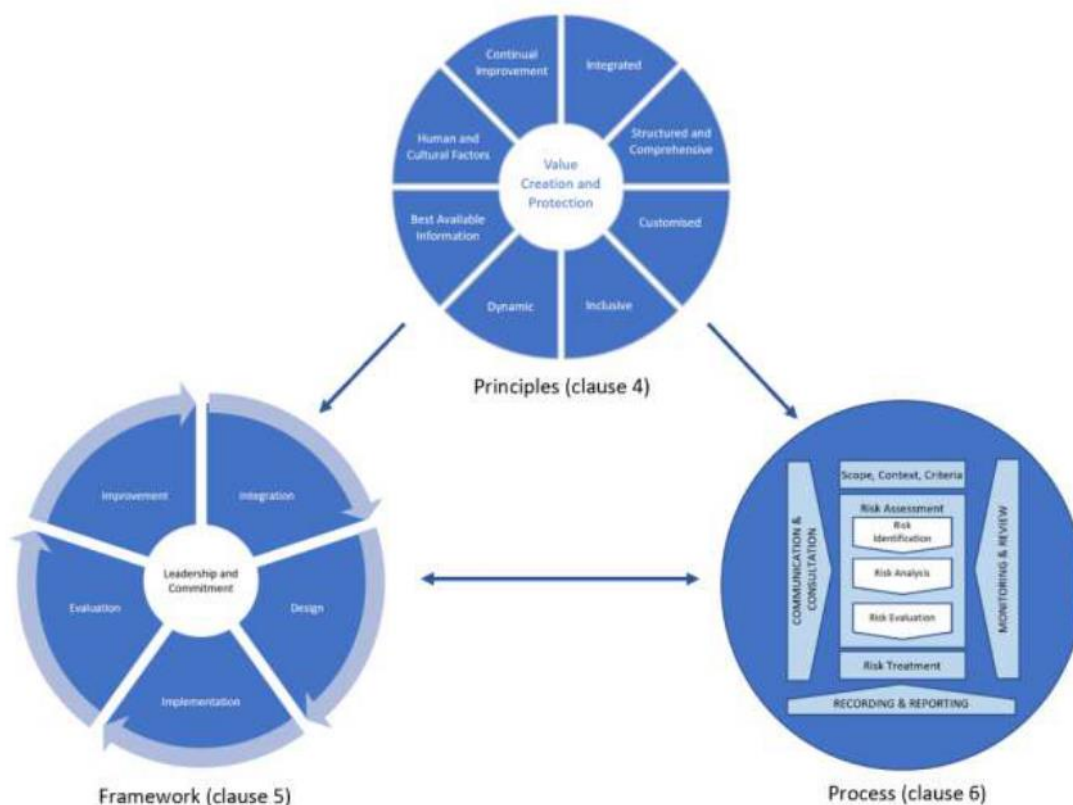 Continual
Improvement
Integrated
Human and
Cultural Factors
Structured and
Comprehensive
Value
Creation and
Protection
Best Available
Information
Customised
Dynamic
Inclusive
Principles (clause 4)
Improvement
Integration
Leadership and
Commitment
Evaluation
Design
Implementation
Framework (clause 5)
Scope, Context, Criteria
Risk Assessment
Risk
Identification
Risk Analysis
Risk Evaluation
Risk Treatment
COMMUNICATION &
CONSULTATION
MONITORING & REVIEW
RECORDING & REPORTING
Process (clause 6)